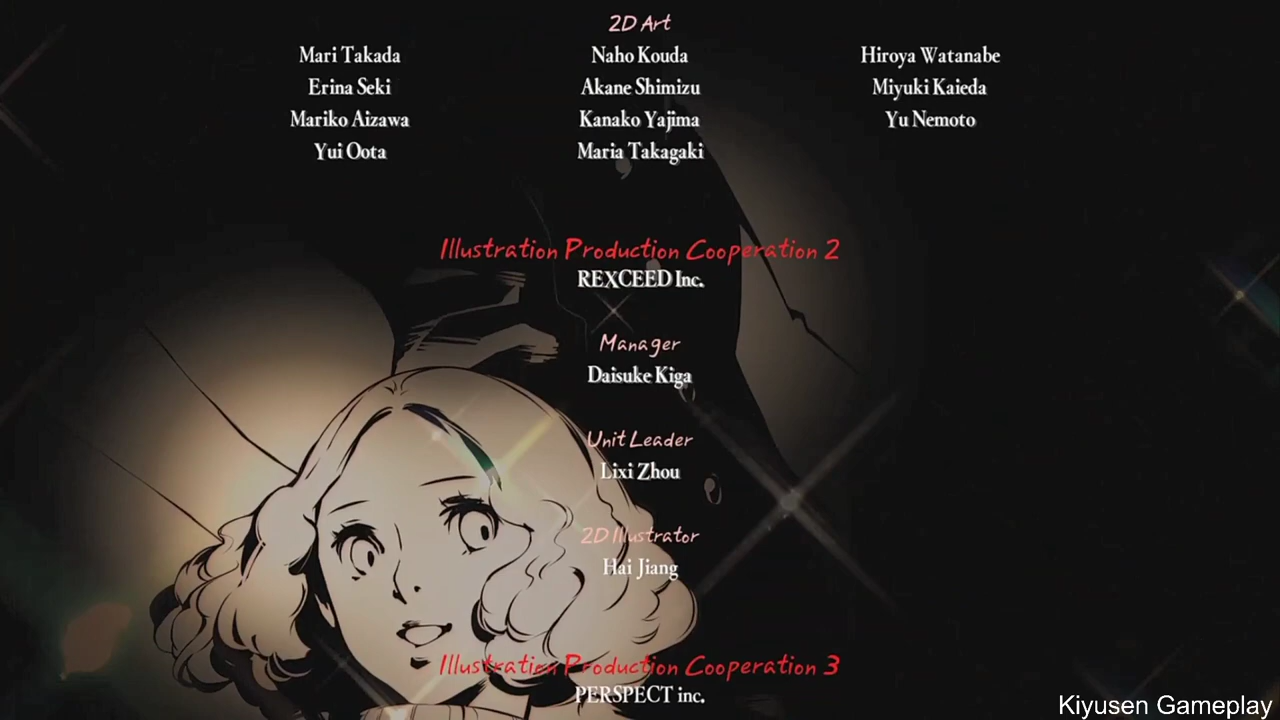 2D Art
Mari Takada Naho Kouda Hiroya Watanabe
Erina Seki Akane Shimizu Miyuki Kaieda
Mariko Aizawa Kanako Yajima Yu Nemoto
Yui Oota Maria Takagaki
Illustration Production Cooperation 2
REXCEED Inc.
Manager
Daisuke Kiga
Unit Leader
Lixi Zhou
2D Illustrator
Hai Jiang
Illustration Production Cooperation 3
PERSPECT inc.
Kiyusen Gameplay